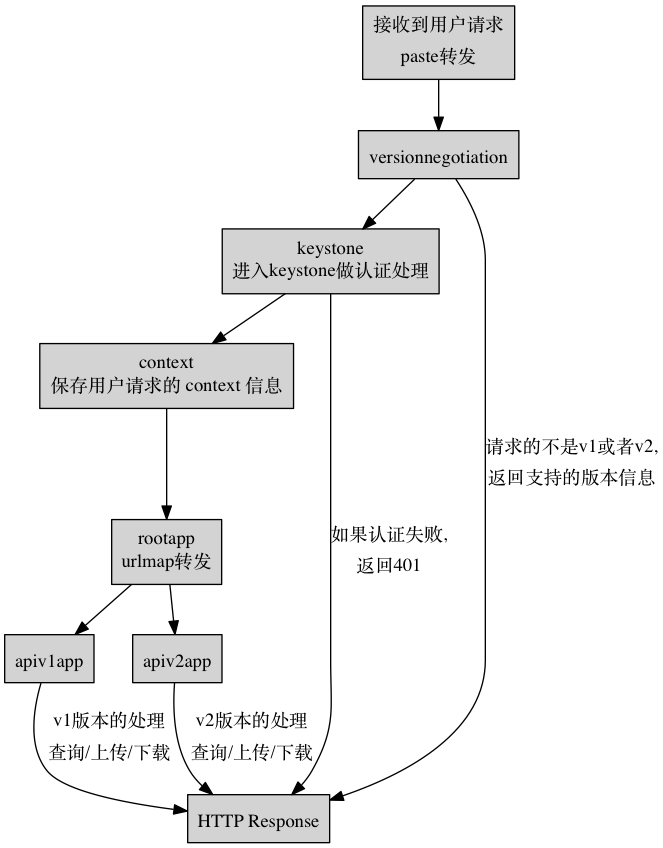 接收到用户请求
paste转发
versionnegotiation
keystone
进入keystone做认证处理
context
保存用户请求的 context 信息
请求的不是v1或者v2,
返回支持的版本信息
如果认证失败,
返回401
rootapp
urlmap转发
apiv1app
apiv2app
v1版本的处理
查询/上传/下载
v2版本的处理
查询/上传/下载
HTTP Response